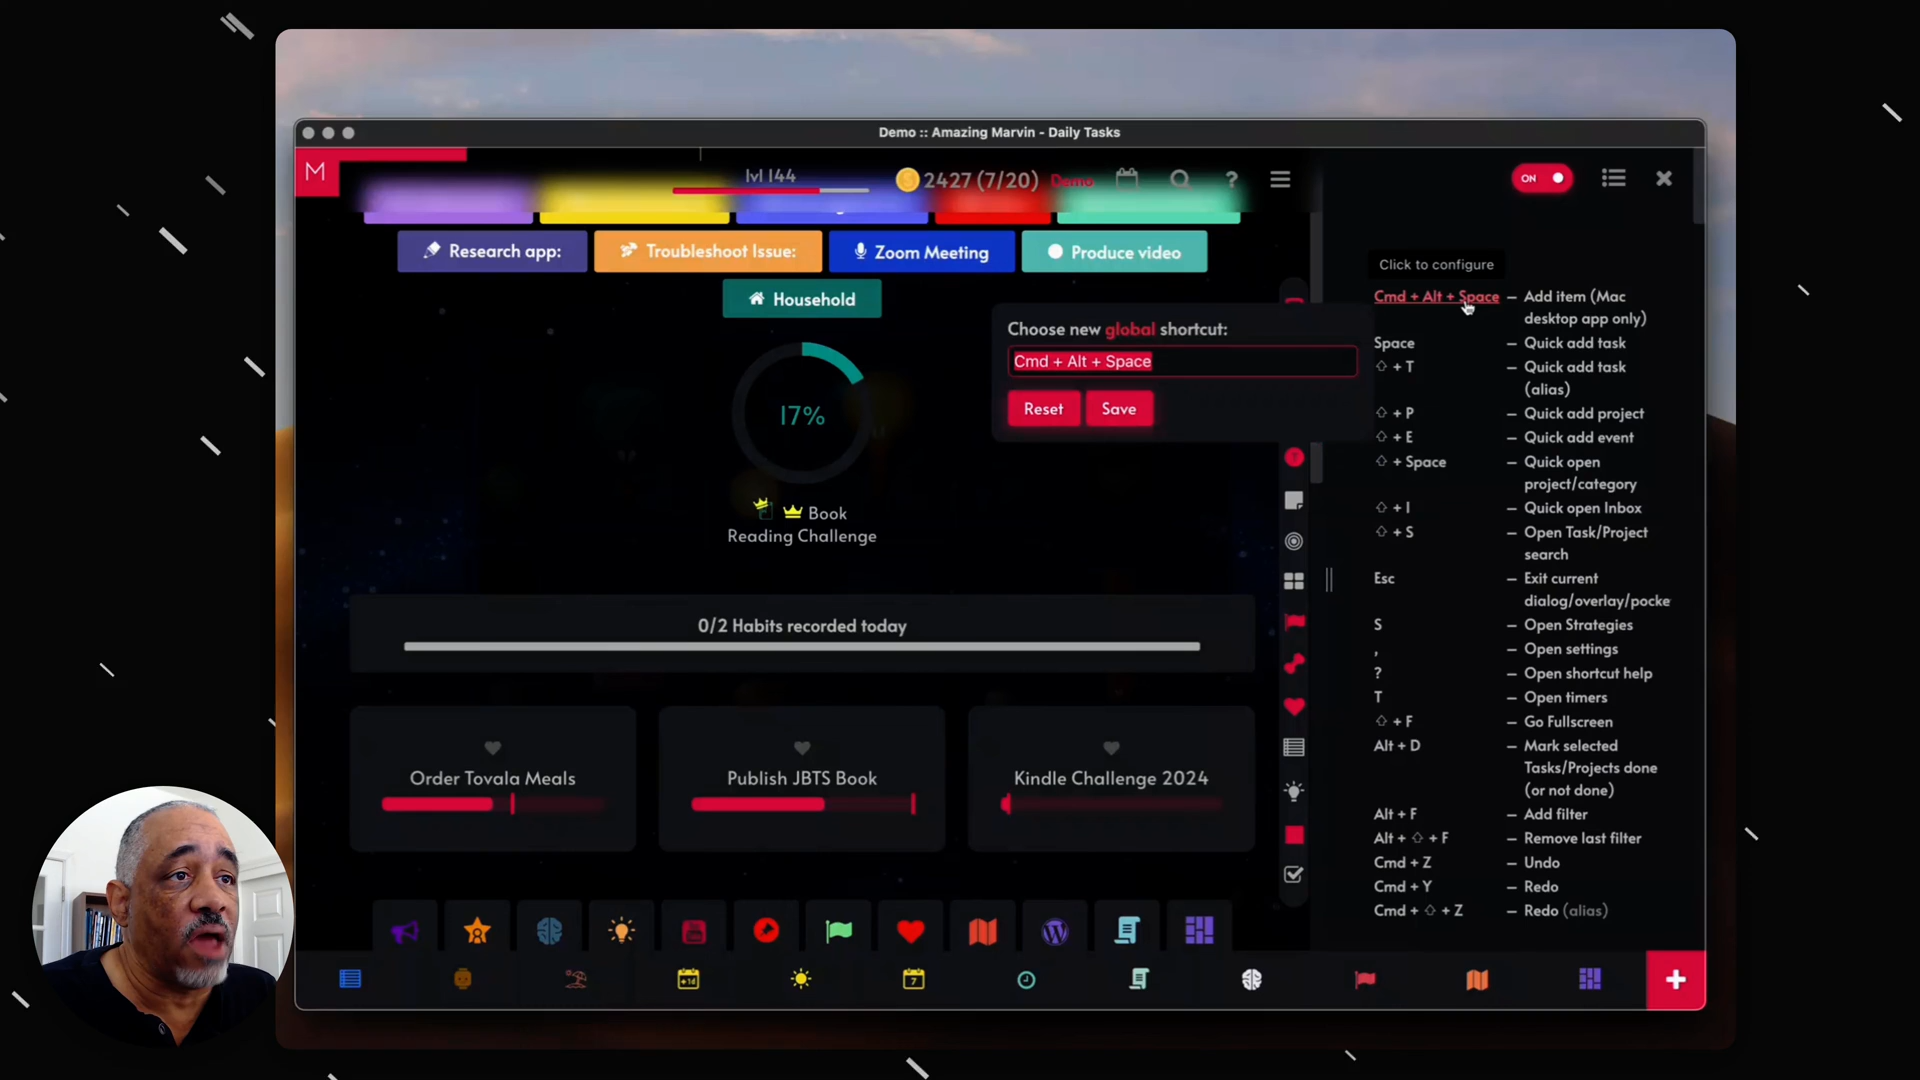 Demo :: Amazing Marvin - Daily Tasks
M
lvl 144
2427 (7/20)
Demo
?
ON
Research app:
Troubleshoot Issue:
Zoom Meeting
Produce video
Household
17%
Book
Reading Challenge
0/2 Habits recorded today
Order Tovala Meals
Publish JBTS Book
Kindle Challenge 2024
Choose new global shortcut:
Cmd + Alt + Space
Reset
Save
Click to configure
Cmd + Alt + Space – Add item (Mac
desktop app only)
Space – Quick add task
⇧ + T – Quick add task
(alias)
⇧ + P – Quick add project
⇧ + E – Quick add event
⇧ + Space – Quick open
project/category
⇧ + I – Quick open Inbox
⇧ + S – Open Task/Project
search
Esc – Exit current
dialog/overlay/pocke
S – Open Strategies
, – Open settings
? – Open shortcut help
T – Open timers
⇧ + F – Go Fullscreen
Alt + D – Mark selected
Tasks/Projects done
(or not done)
Alt + F – Add filter
Alt + ⇧ + F – Remove last filter
Cmd + Z – Undo
Cmd + Y – Redo
Cmd + ⇧ + Z – Redo (alias)
8
+1d
7